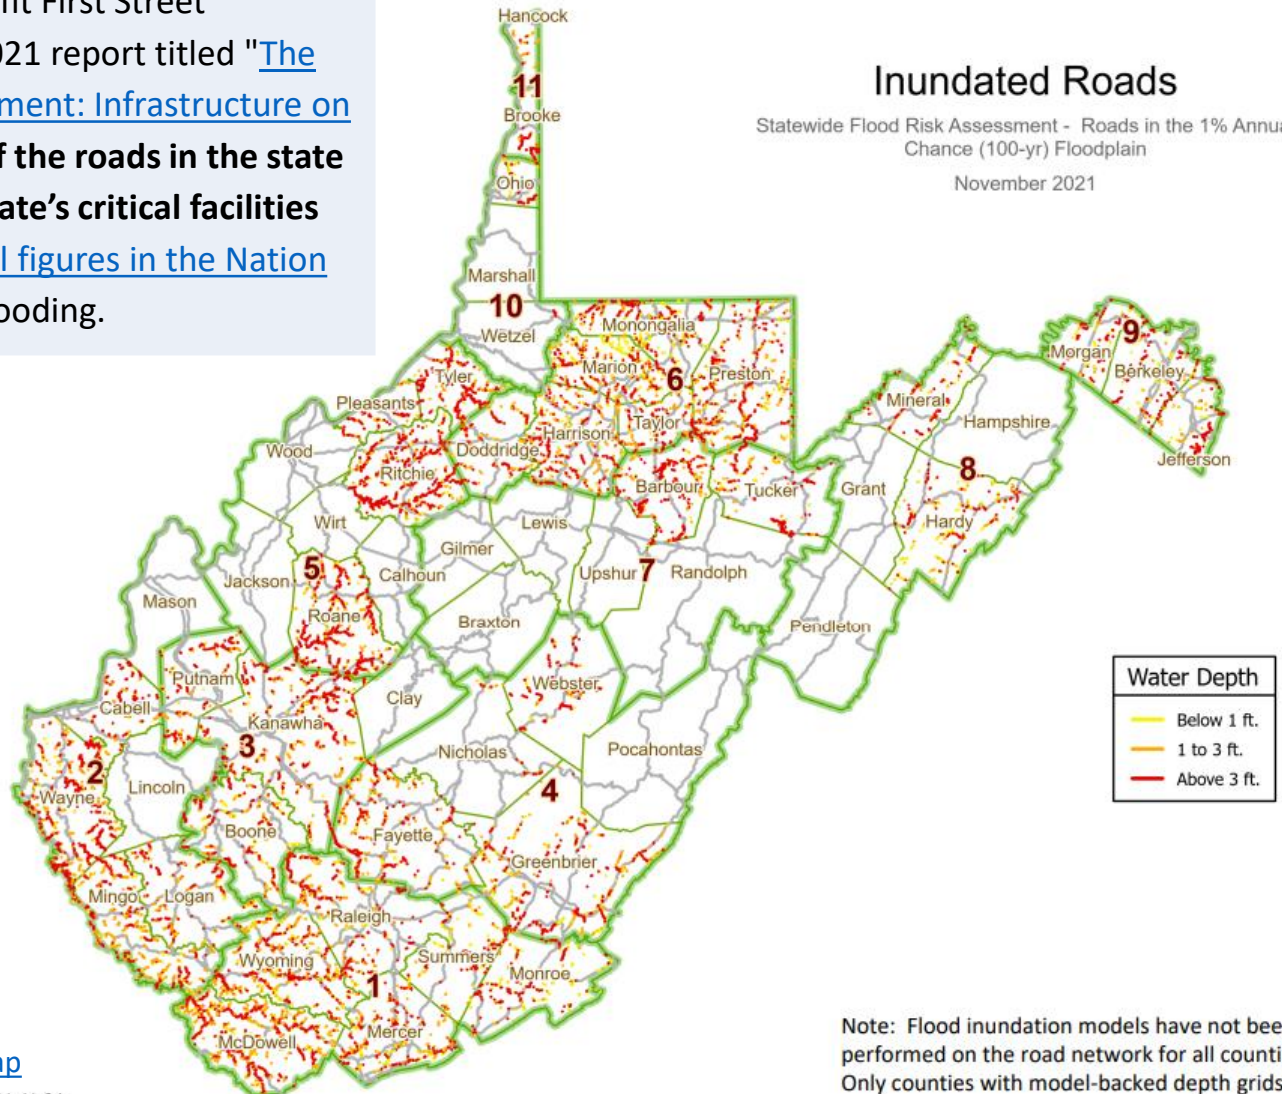 nt First Street
021 report titled "The
ment: Infrastructure on
f the roads in the state
ate's critical facilities
l figures in the Nation
ooding.
Inundated Roads
Statewide Flood Risk Assessment - Roads in the 1% Annua
Chance (100-yr) Floodplain
November 2021
Hancock
11
Brooke
Ohio
Marshall
10
Wetzel
Monongalia
Marion
6
Preston
Tyler
Pleasants
Taylor
Harrison
Doddridge
Wood
Ritchie
Barbour
Tucker
9
Morgan
Berkeley
Jefferson
Mineral
Hampshire
8
Grant
Hardy
Pendleton
Wirt
Lewis
Gilmer
5
Jackson
Calhoun
Upshur
7
Randolph
Mason
Roane
Braxton
Putnam
Webster
Clay
Cabell
Kanawha
3
Nicholas
Pocahontas
2
Wayne
Lincoln
4
Boone
Fayette
Greenbrier
Mingo
Logan
Raleigh
Wyoming
Summers
Monroe
1
Mercer
McDowell
Water Depth
Below 1 ft.
1 to 3 ft.
Above 3 ft.
Note: Flood inundation models have not bee
performed on the road network for all counti
Only counties with model-backed depth grids
ap